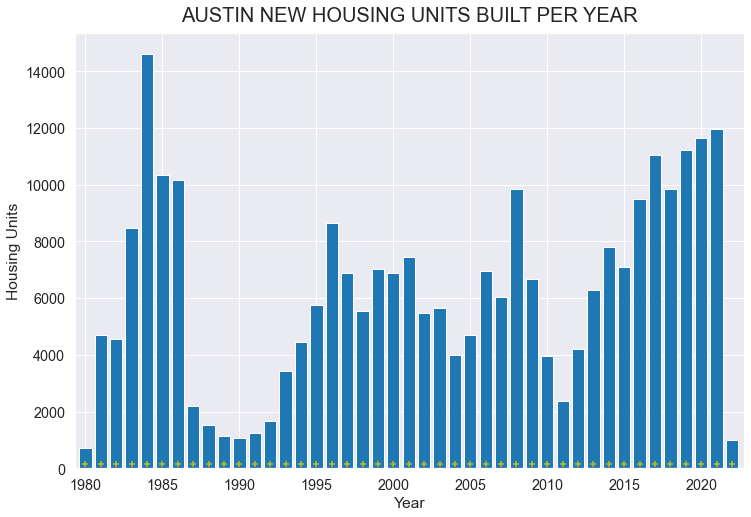 AUSTIN NEW HOUSING UNITS BUILT PER YEAR
14000
12000
10000
8000
6000
4000
2000
0
Housing Units
1980 1985 1990 1995 2000 2005 2010 2015 2020
Year